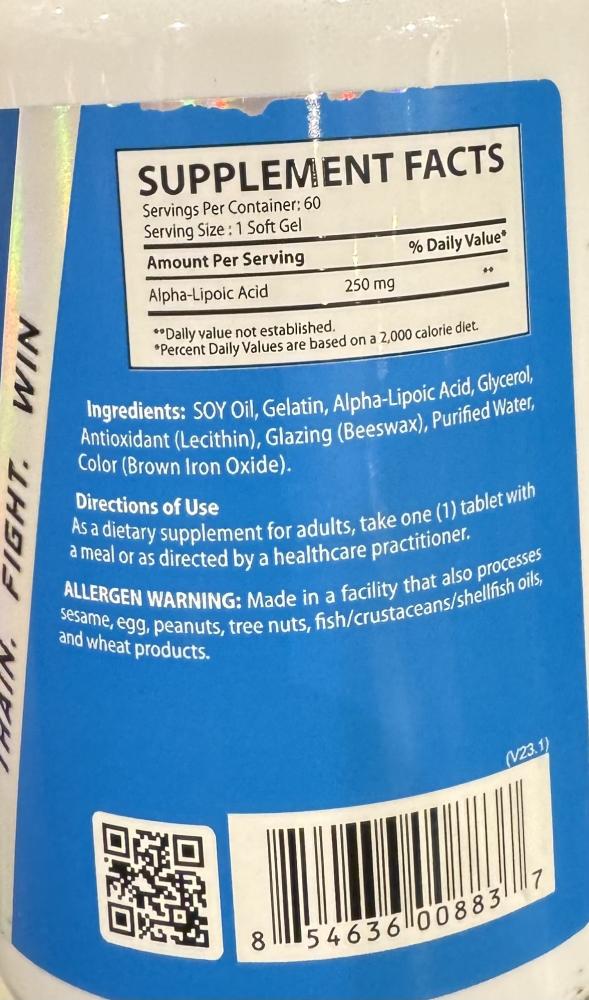 TRAIN. FIGHT. WIN
SUPPLEMENT FACTS
Servings Per Container: 60
Serving Size : 1 Soft Gel
Amount Per Serving % Daily Value*
Alpha-Lipoic Acid 250 mg **
**Daily value not established.
*Percent Daily Values are based on a 2,000 calorie diet.
Ingredients: SOY Oil, Gelatin, Alpha-Lipoic Acid, Glycerol,
Antioxidant (Lecithin), Glazing (Beeswax), Purified Water,
Color (Brown Iron Oxide).
Directions of Use
As a dietary supplement for adults, take one (1) tablet with
a meal or as directed by a healthcare practitioner.
ALLERGEN WARNING: Made in a facility that also processes
sesame, egg, peanuts, tree nuts, fish/crustaceans/shellfish oils,
and wheat products.
(V23.1)
8 54636 00883 7